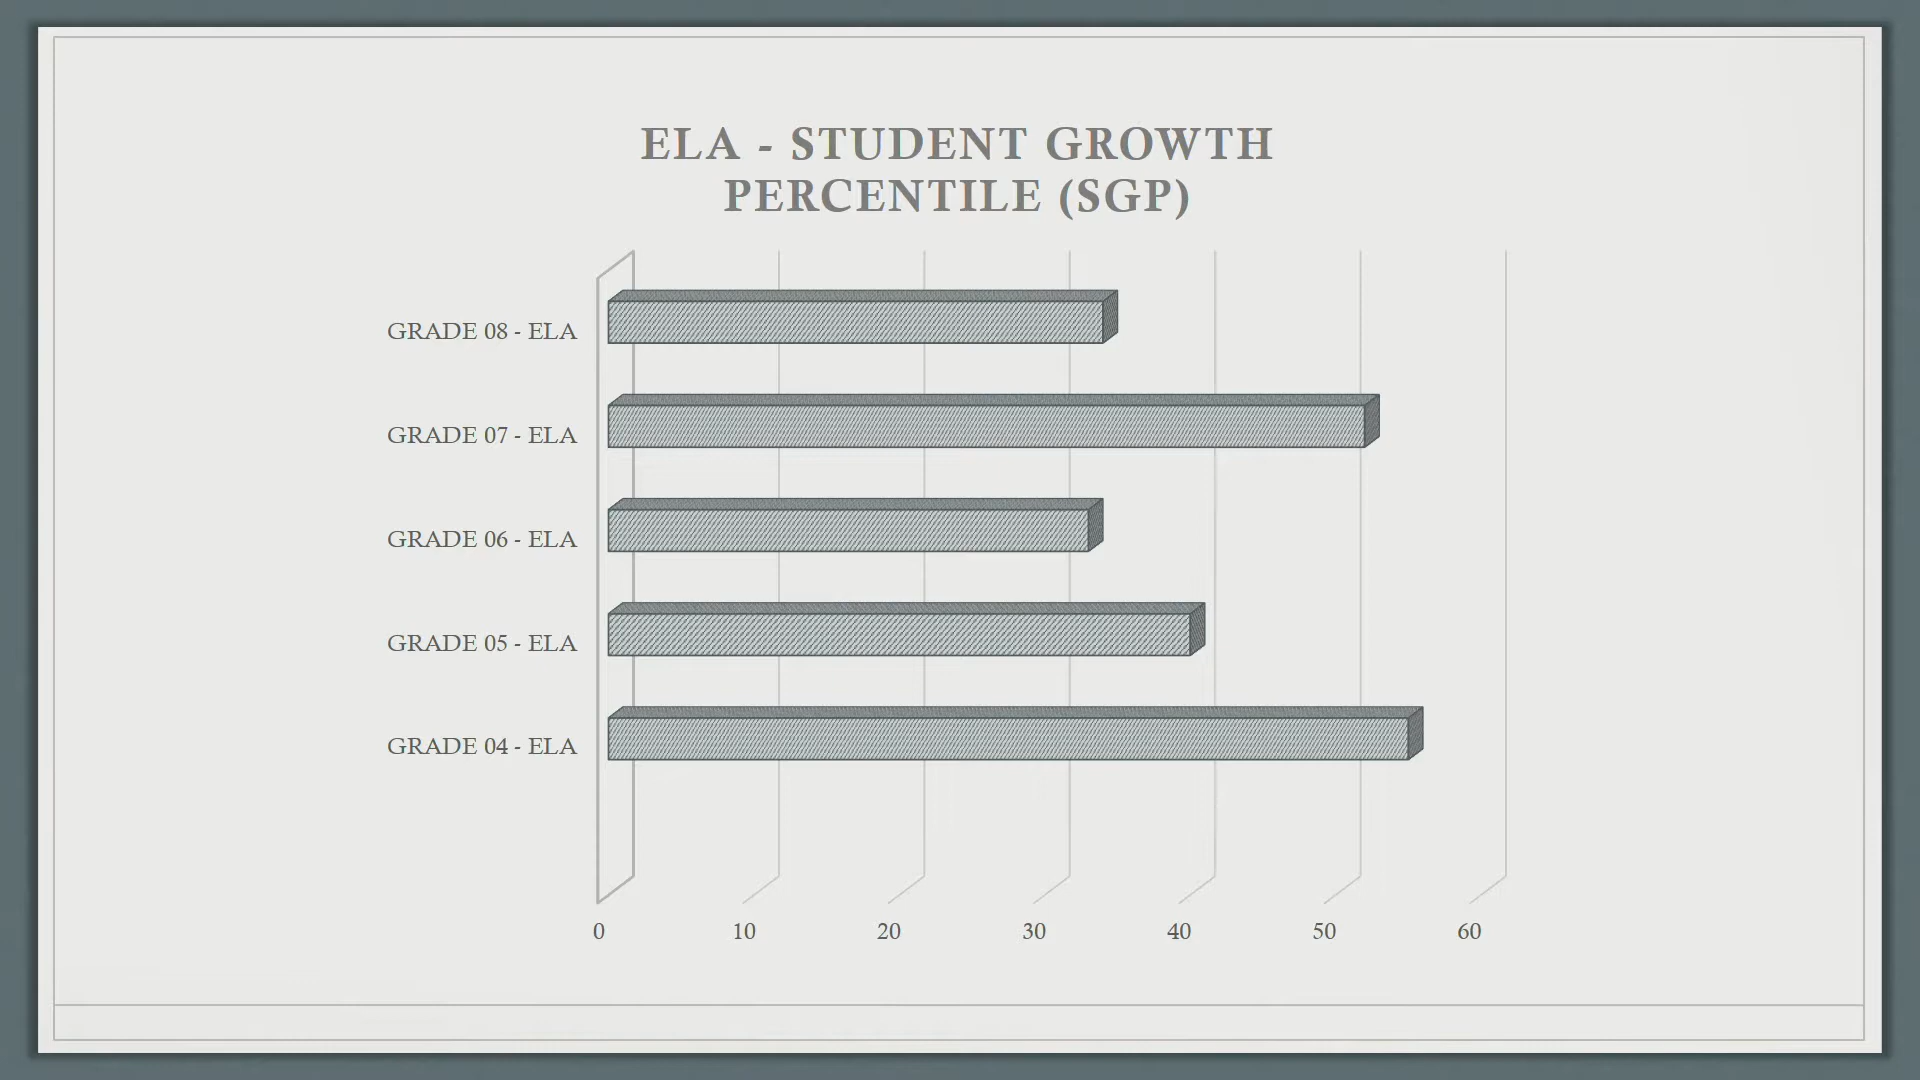 ELA - STUDENT GROWTH
PERCENTILE (SGP)
GRADE 08 - ELA
GRADE 07 - ELA
GRADE 06 - ELA
GRADE 05 - ELA
GRADE 04 - ELA
0 10 20 30 40 50 60